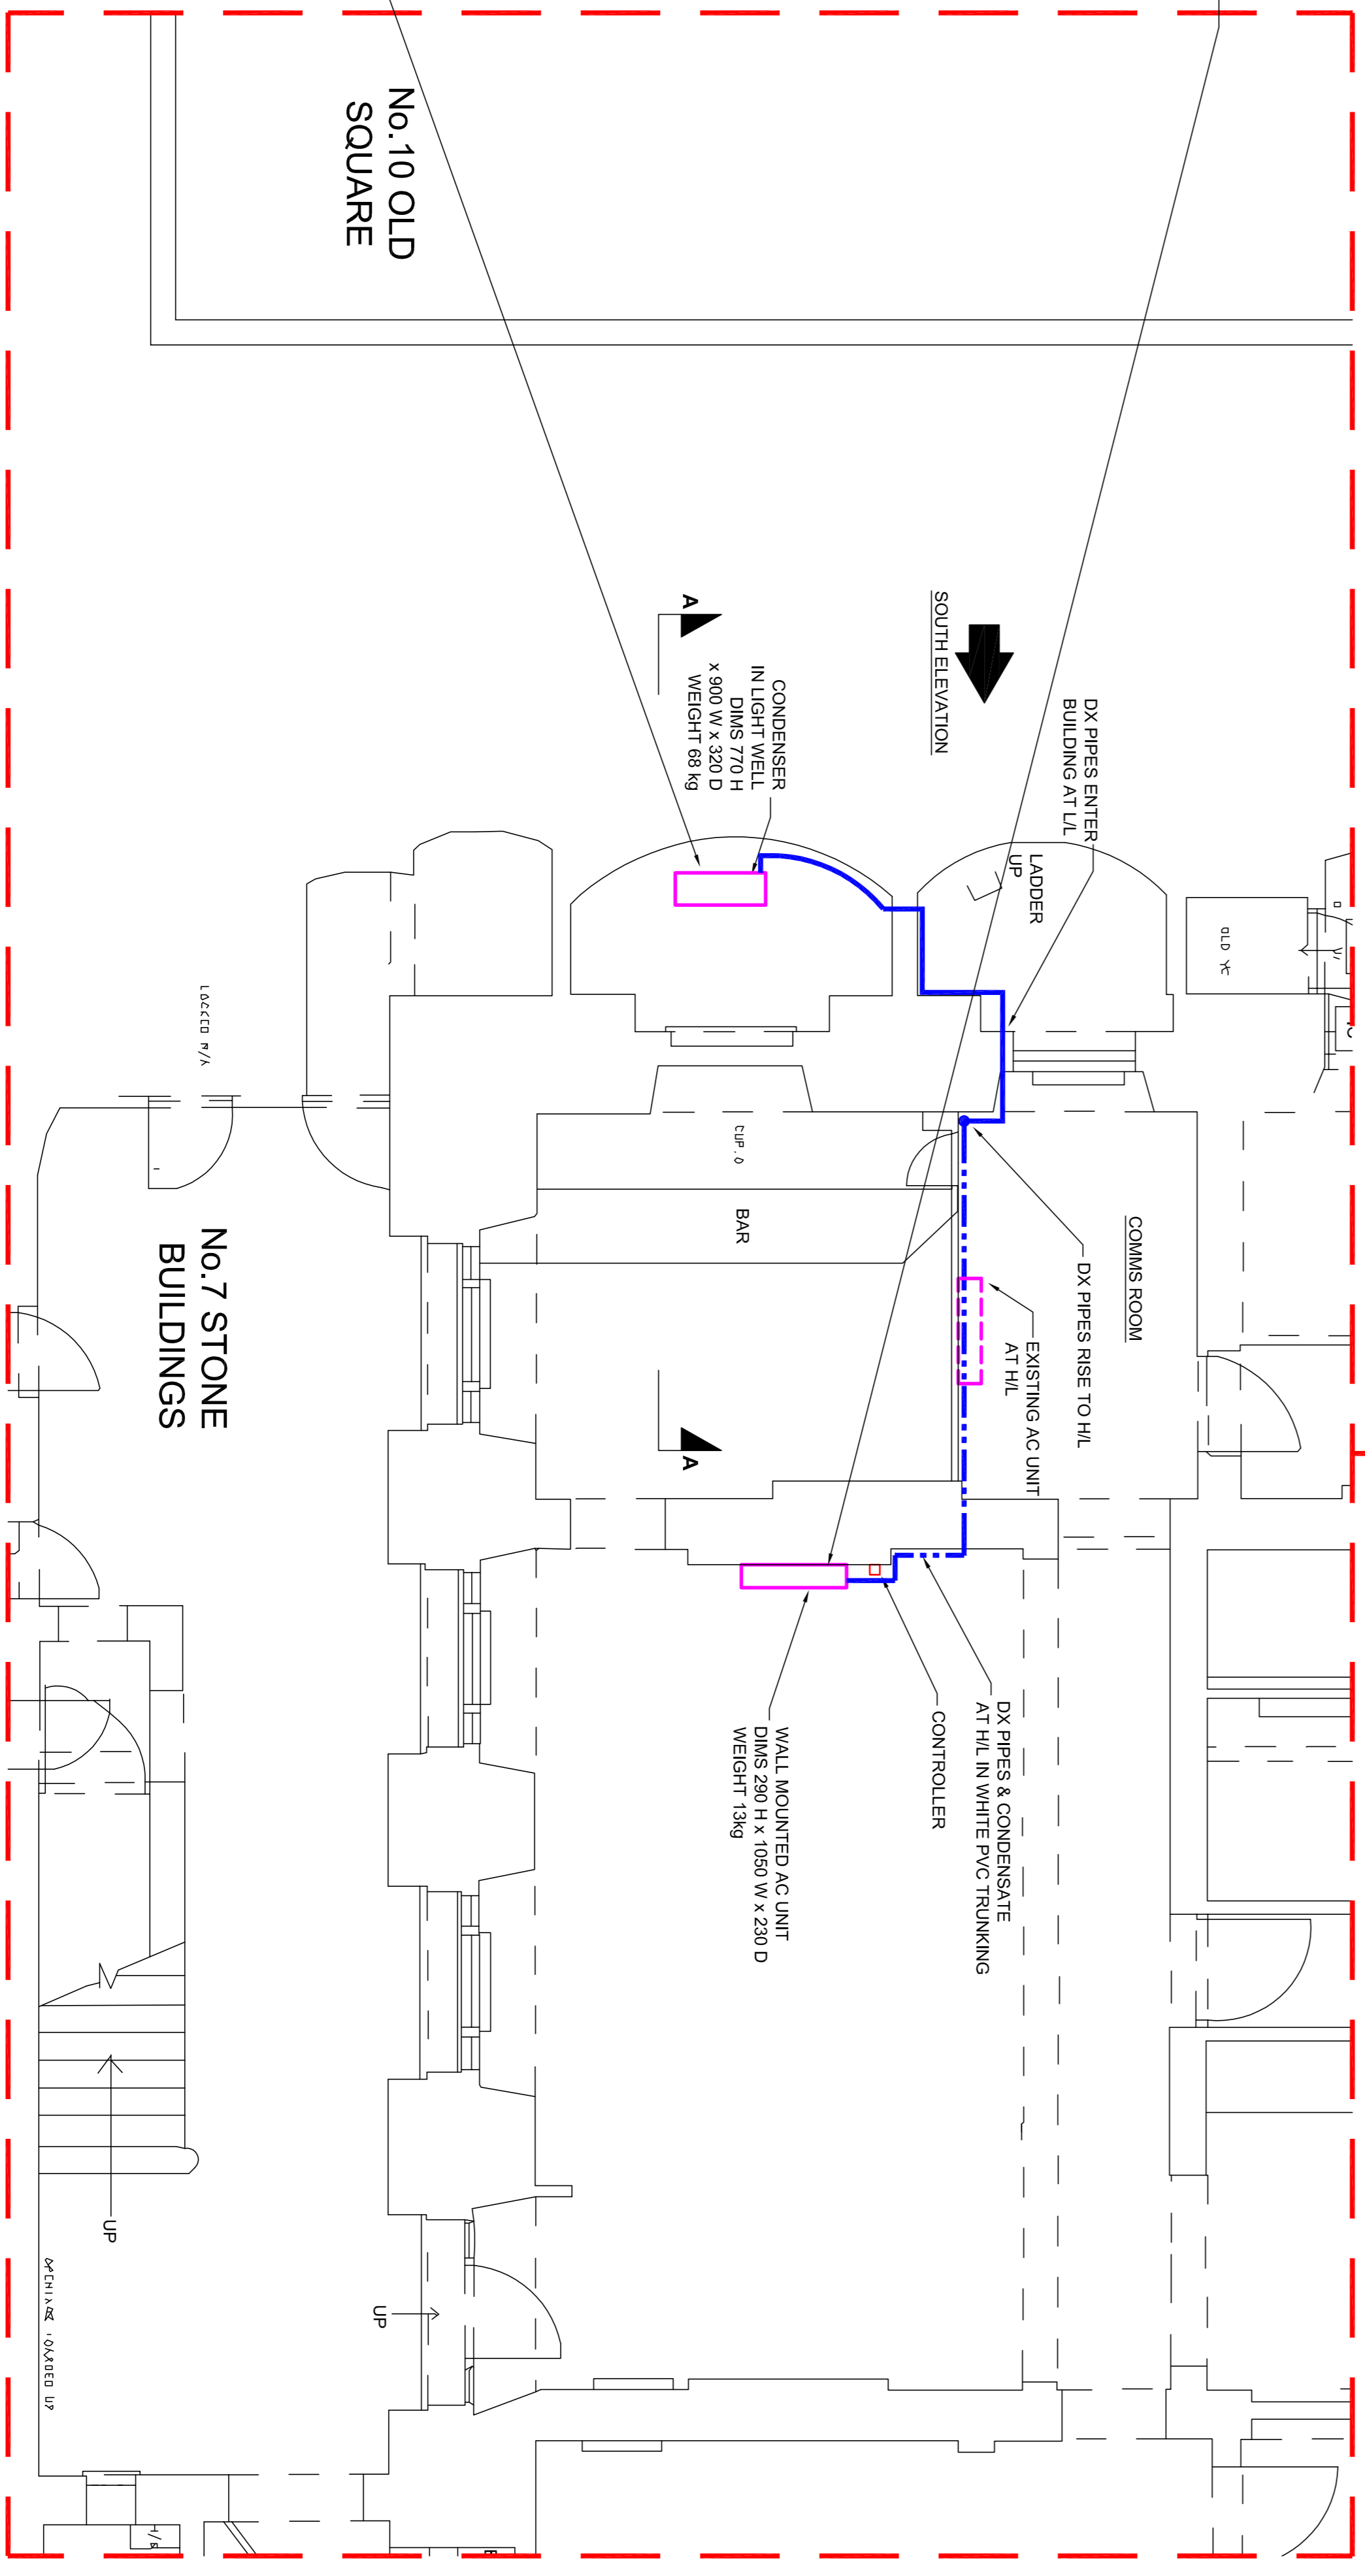 No.10 OLD
SQUARE
SOUTH ELEVATION
A
CONDENSER
IN LIGHT WELL
DIMS 770 H
x 900 W x 320 D
WEIGHT 68 kg
DX PIPES ENTER
BUILDING AT L/L
LADDER
UP
OLD
LOCKED
CUP.D
BAR
COMMS ROOM
DX PIPES RISE TO H/L
EXISTING AC UNIT
AT H/L
A
No.7 STONE
BUILDINGS
DX PIPES & CONDENSATE
AT H/L IN WHITE PVC TRUNKING
CONTROLLER
WALL MOUNTED AC UNIT
DIMS 290 H x 1050 W x 230 D
WEIGHT 13kg
UP
UP